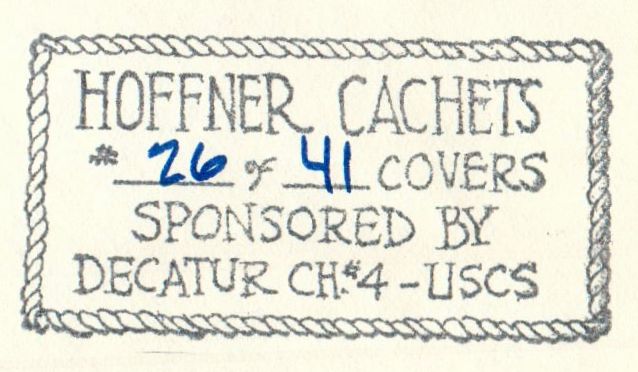 HOFFNER CACHETS
# 26 of 41 COVERS
SPONSORED BY
DECATUR CH.#4-USCS